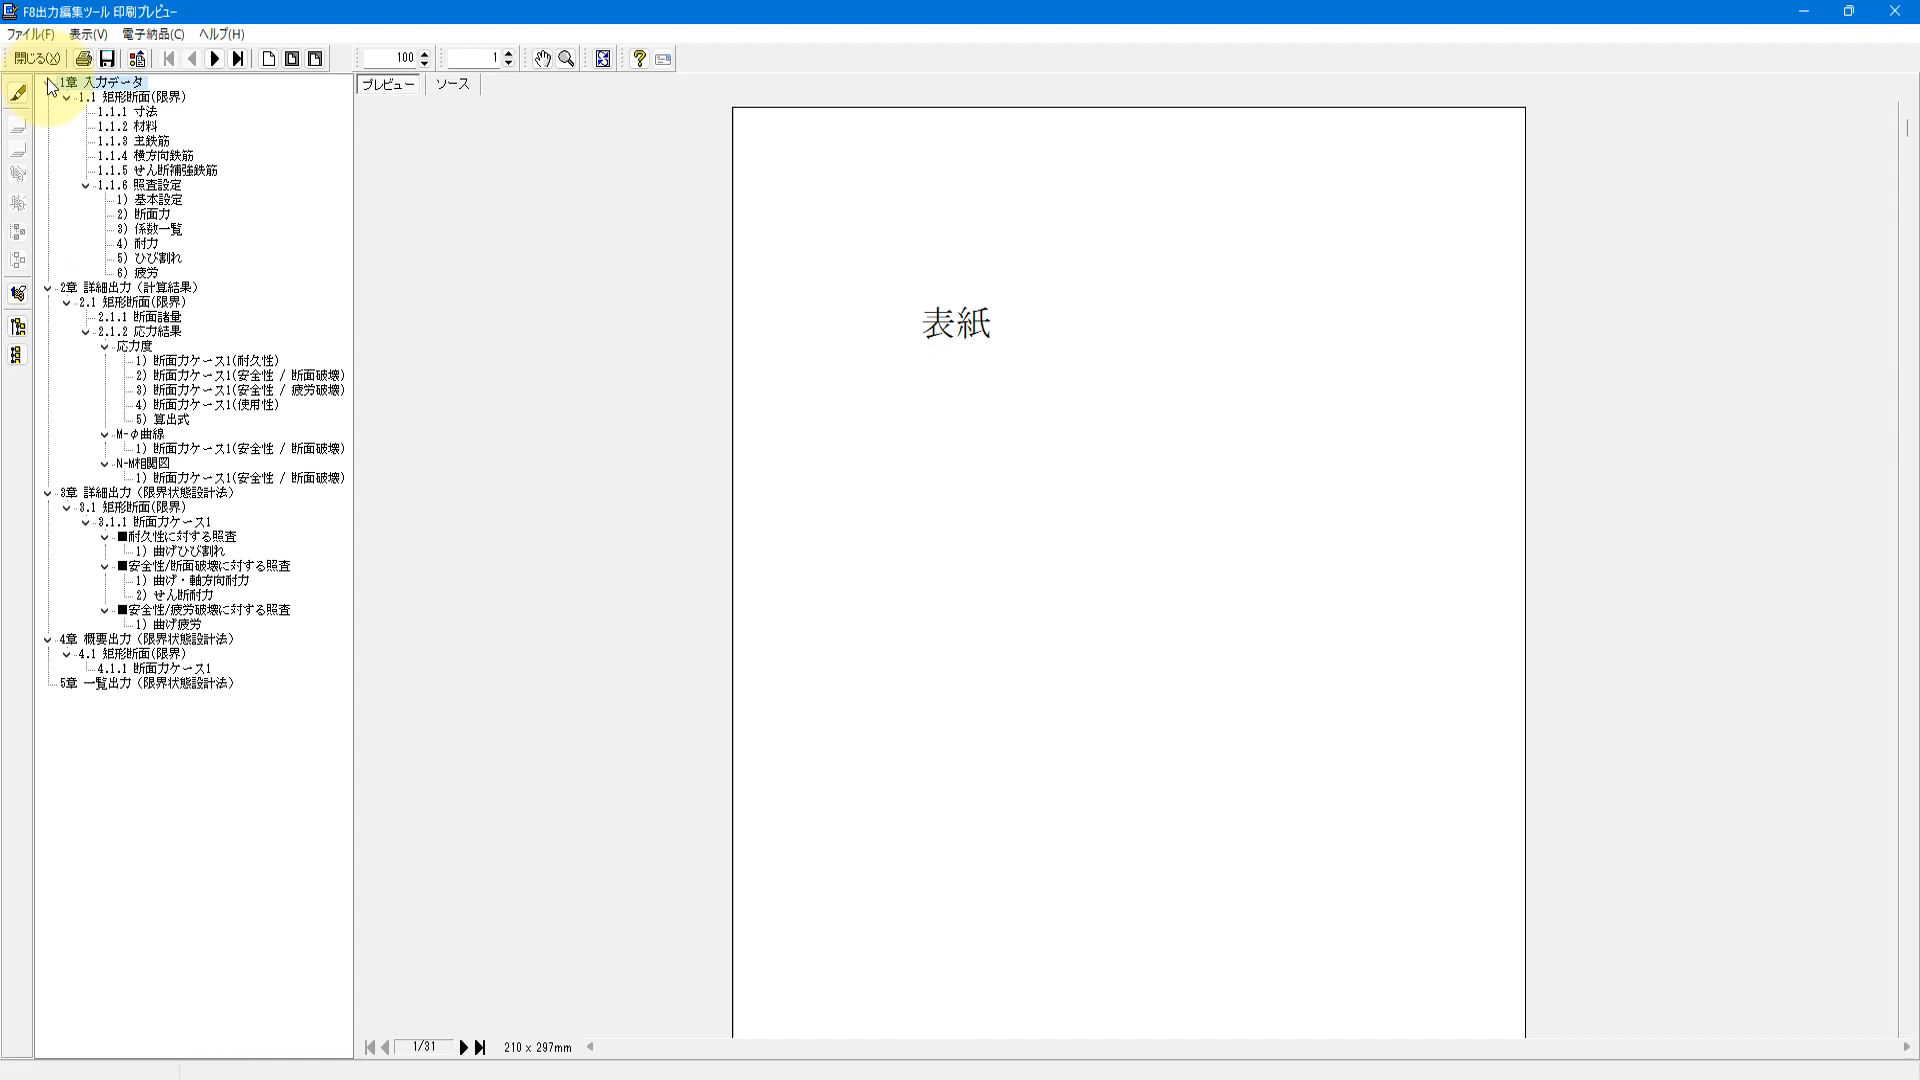 F8出力編集ツール 印刷プレビュー
ファイル(F) 表示(V) 電子納品(C) ヘルプ(H)
閉じる(X) 100 1
プレビュー ソース
1章 入力データ
1.1 矩形断面(限界)
1.1.1 寸法
1.1.2 材料
1.1.3 主鉄筋
1.1.4 横方向鉄筋
1.1.5 せん断補強鉄筋
1.1.6 照査設定
1) 基本設定
2) 断面力
3) 係数一覧
4) 耐力
5) ひび割れ
6) 疲労
2章 詳細出力（計算結果）
2.1 矩形断面(限界)
2.1.1 断面諸量
2.1.2 応力結果
応力度
1) 断面力ケース1(耐久性)
2) 断面力ケース1(安全性 / 断面破壊)
3) 断面力ケース1(安全性 / 疲労破壊)
4) 断面力ケース1(使用性)
5) 算出式
M-φ曲線
1) 断面力ケース1(安全性 / 断面破壊)
N-M相関図
1) 断面力ケース1(安全性 / 断面破壊)
3章 詳細出力（限界状態設計法）
3.1 矩形断面(限界)
3.1.1 断面力ケース1
■耐久性に対する照査
1) 曲げひび割れ
■安全性/断面破壊に対する照査
1) 曲げ・軸方向耐力
2) せん断耐力
■安全性/疲労破壊に対する照査
1) 曲げ疲労
4章 概要出力（限界状態設計法）
4.1 矩形断面(限界)
4.1.1 断面力ケース1
5章 一覧出力（限界状態設計法）
表紙
1/31 210 x 297mm